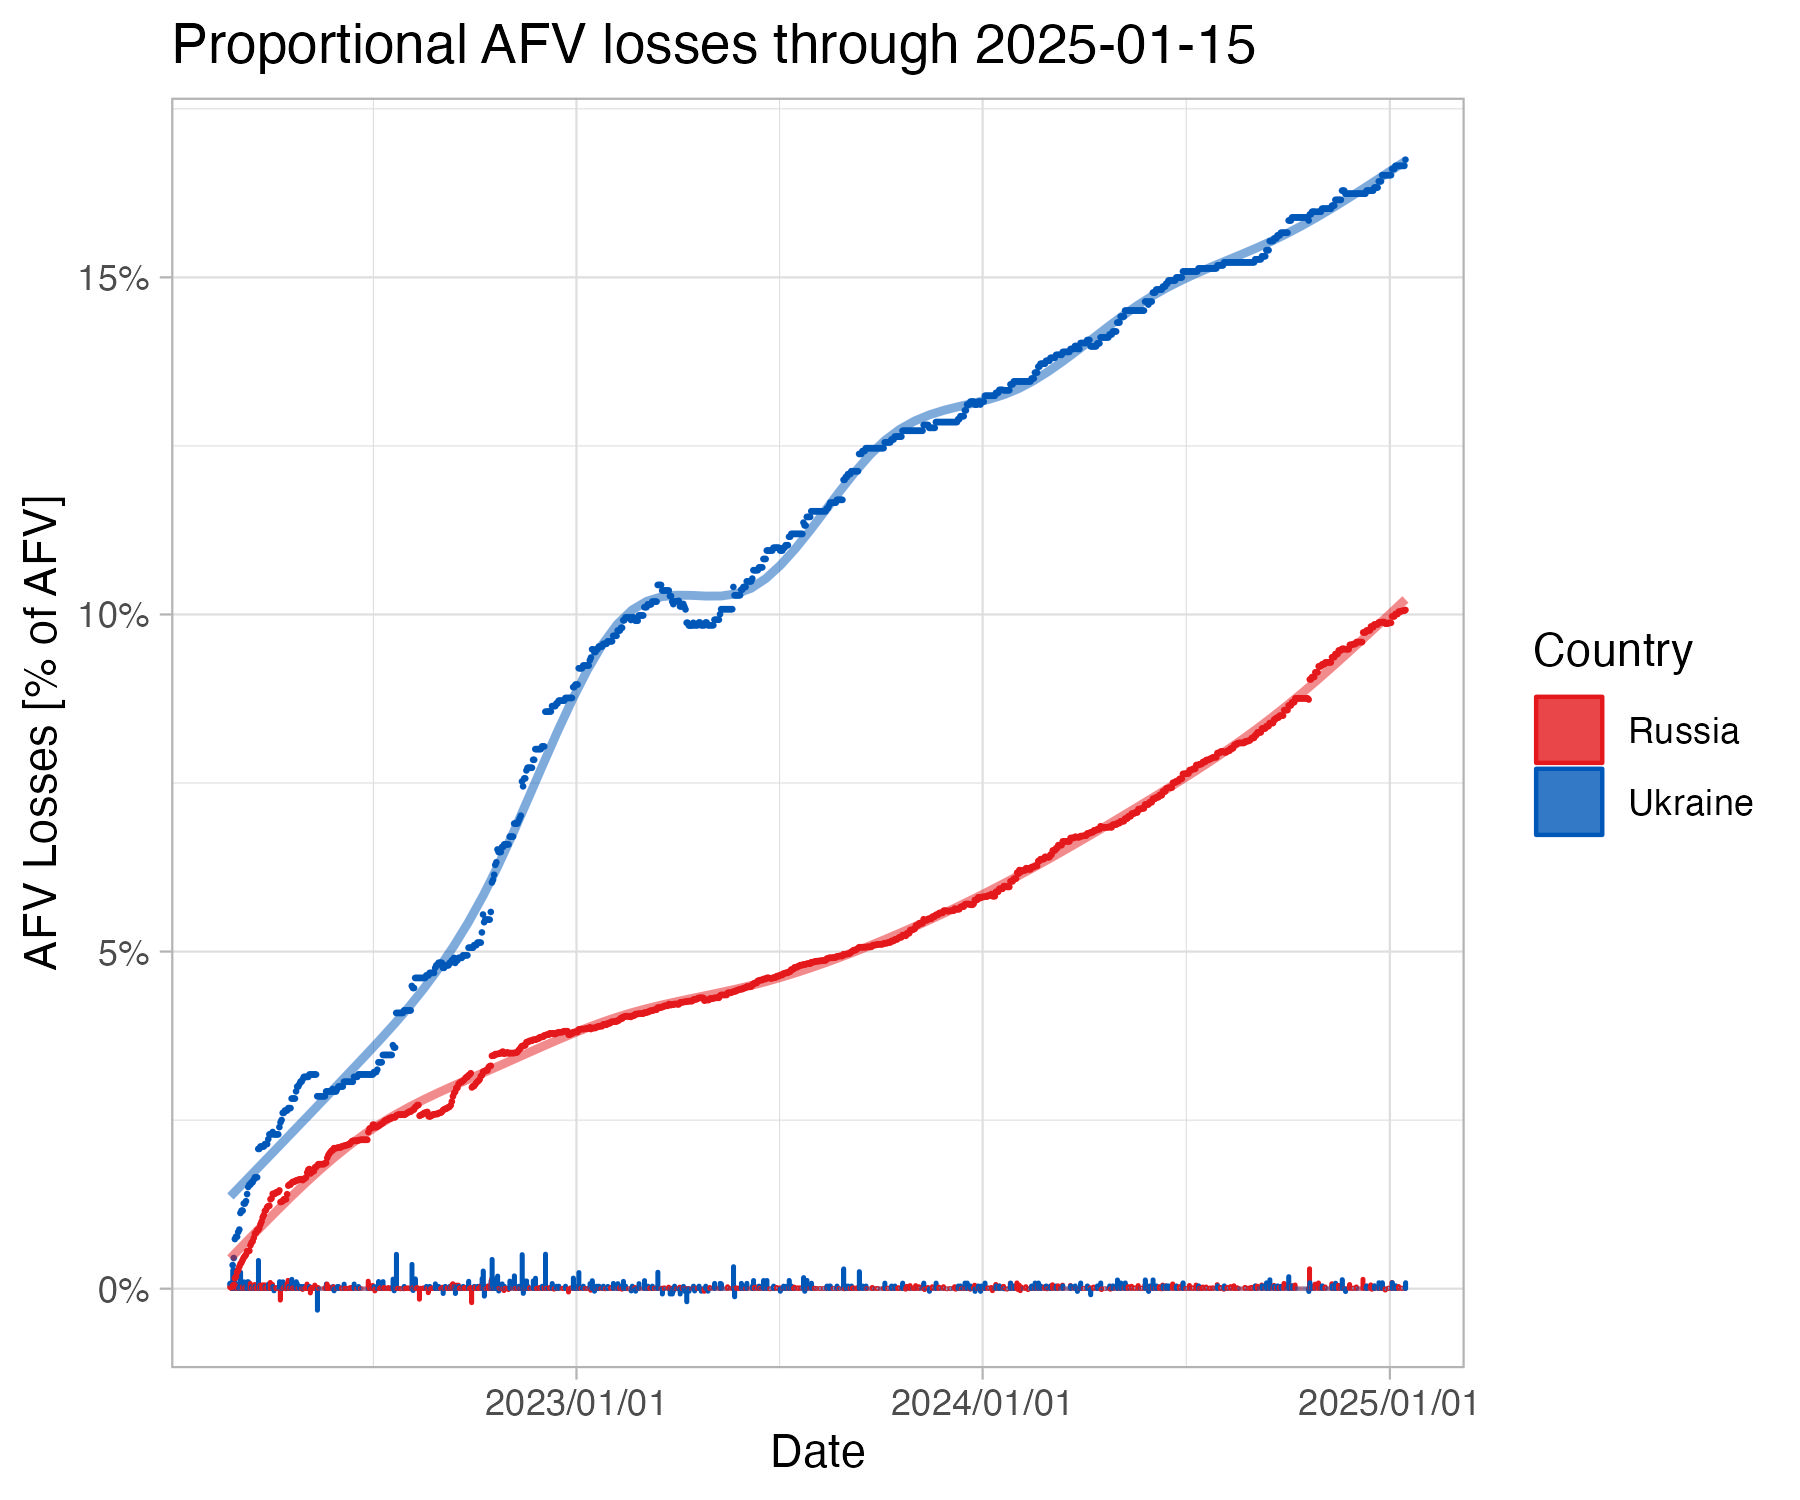 Proportional AFV losses through 2025-01-15
AFV Losses [% of AFV]
15%
10%
5%
0%
2023/01/01
2024/01/01
2025/01/01
Date
Country
Russia
Ukraine